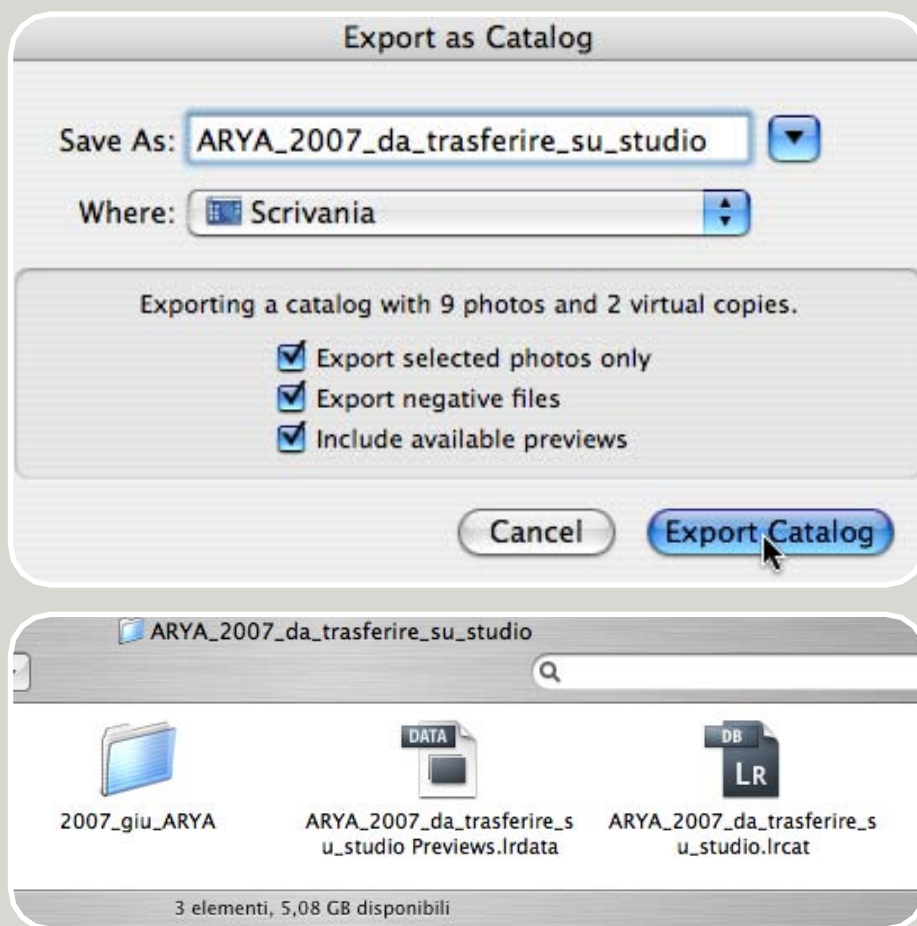 Export as Catalog
Save As: ARYA_2007_da_trasferire_su_studio
Where: Scrivania
Exporting a catalog with 9 photos and 2 virtual copies.
Export selected photos only
Export negative files
Include available previews
Cancel Export Catalog
ARYA_2007_da_trasferire_su_studio
DATA DB
LR
2007_giu_ARYA ARYA_2007_da_trasferire_s ARYA_2007_da_trasferire_s
u_studio Previews.lrdata u_studio.lrcat
3 elementi, 5,08 GB disponibili